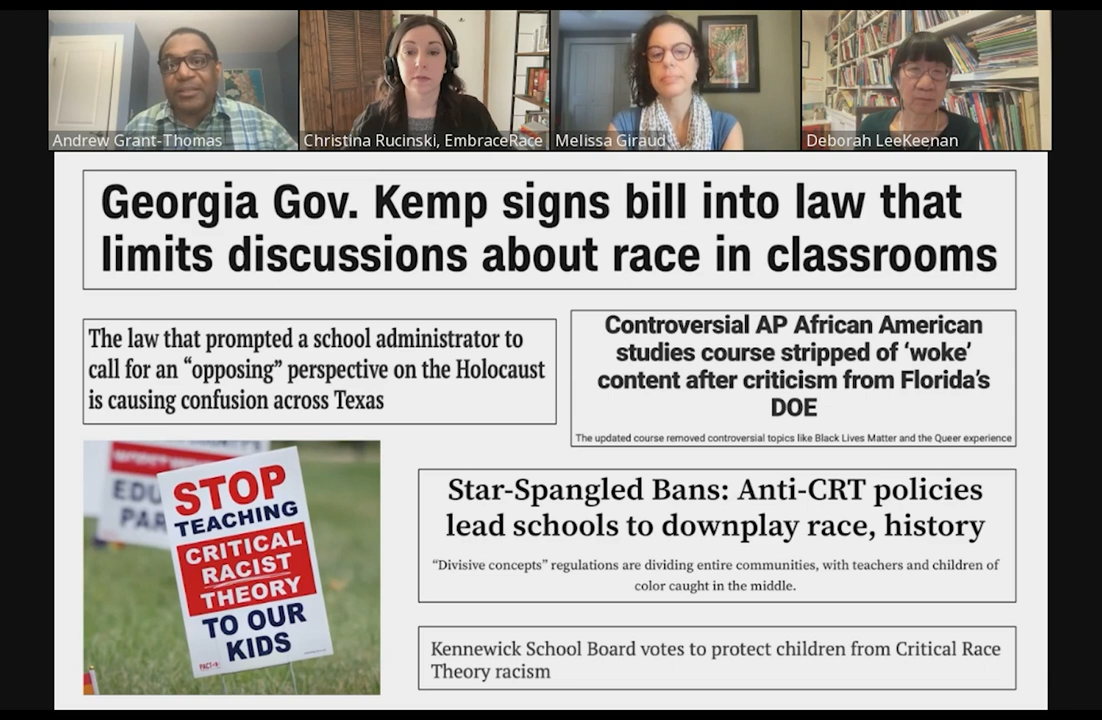 Andrew Grant-Thomas
Christina Rucinski, EmbraceRace
Melissa Giraud
Deborah LeeKeenan
Georgia Gov. Kemp signs bill into law that
limits discussions about race in classrooms
The law that prompted a school administrator to
call for an “opposing” perspective on the Holocaust
is causing confusion across Texas
Controversial AP African American
studies course stripped of ‘woke’
content after criticism from Florida’s
DOE
The updated course removed controversial topics like Black Lives Matter and the Queer experience
EDU
PAR
STOP
TEACHING
CRITICAL
RACIST
THEORY
TO OUR
KIDS
Star-Spangled Bans: Anti-CRT policies
lead schools to downplay race, history
“Divisive concepts” regulations are dividing entire communities, with teachers and children of
color caught in the middle.
Kennewick School Board votes to protect children from Critical Race
Theory racism